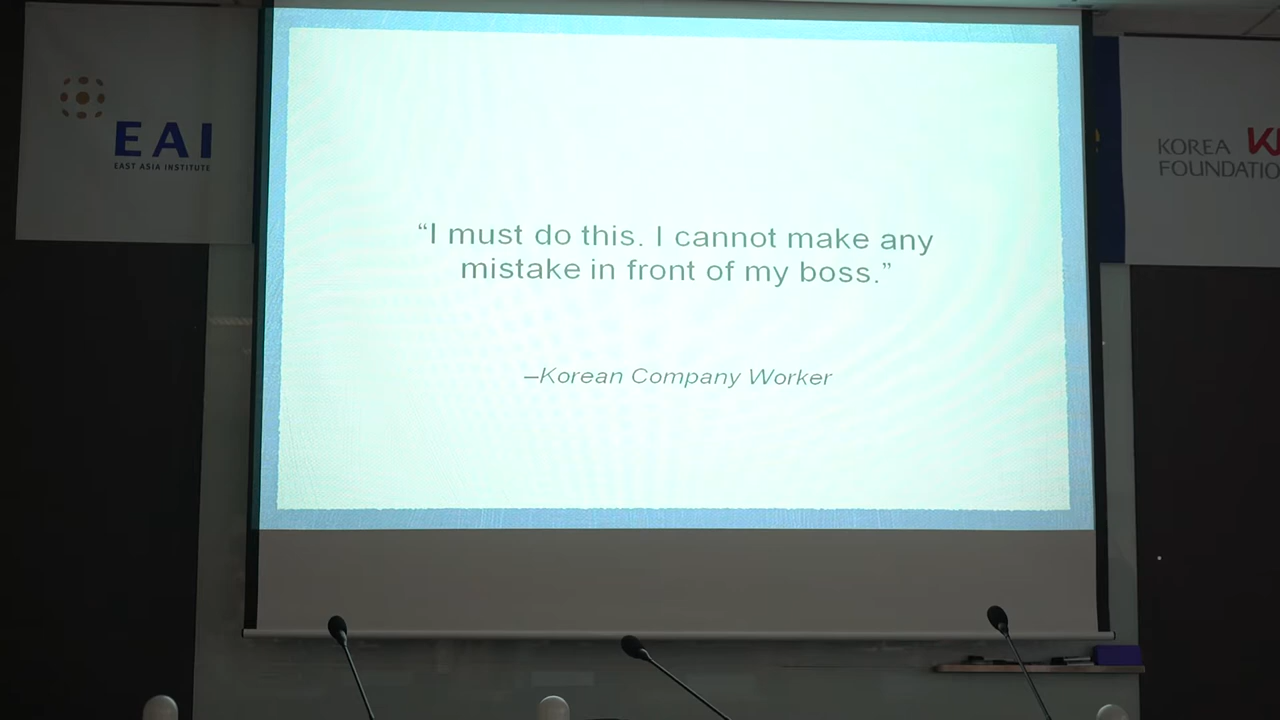 EAI
EAST ASIA INSTITUTE
“I must do this. I cannot make any
mistake in front of my boss.”
–Korean Company Worker
KOREA